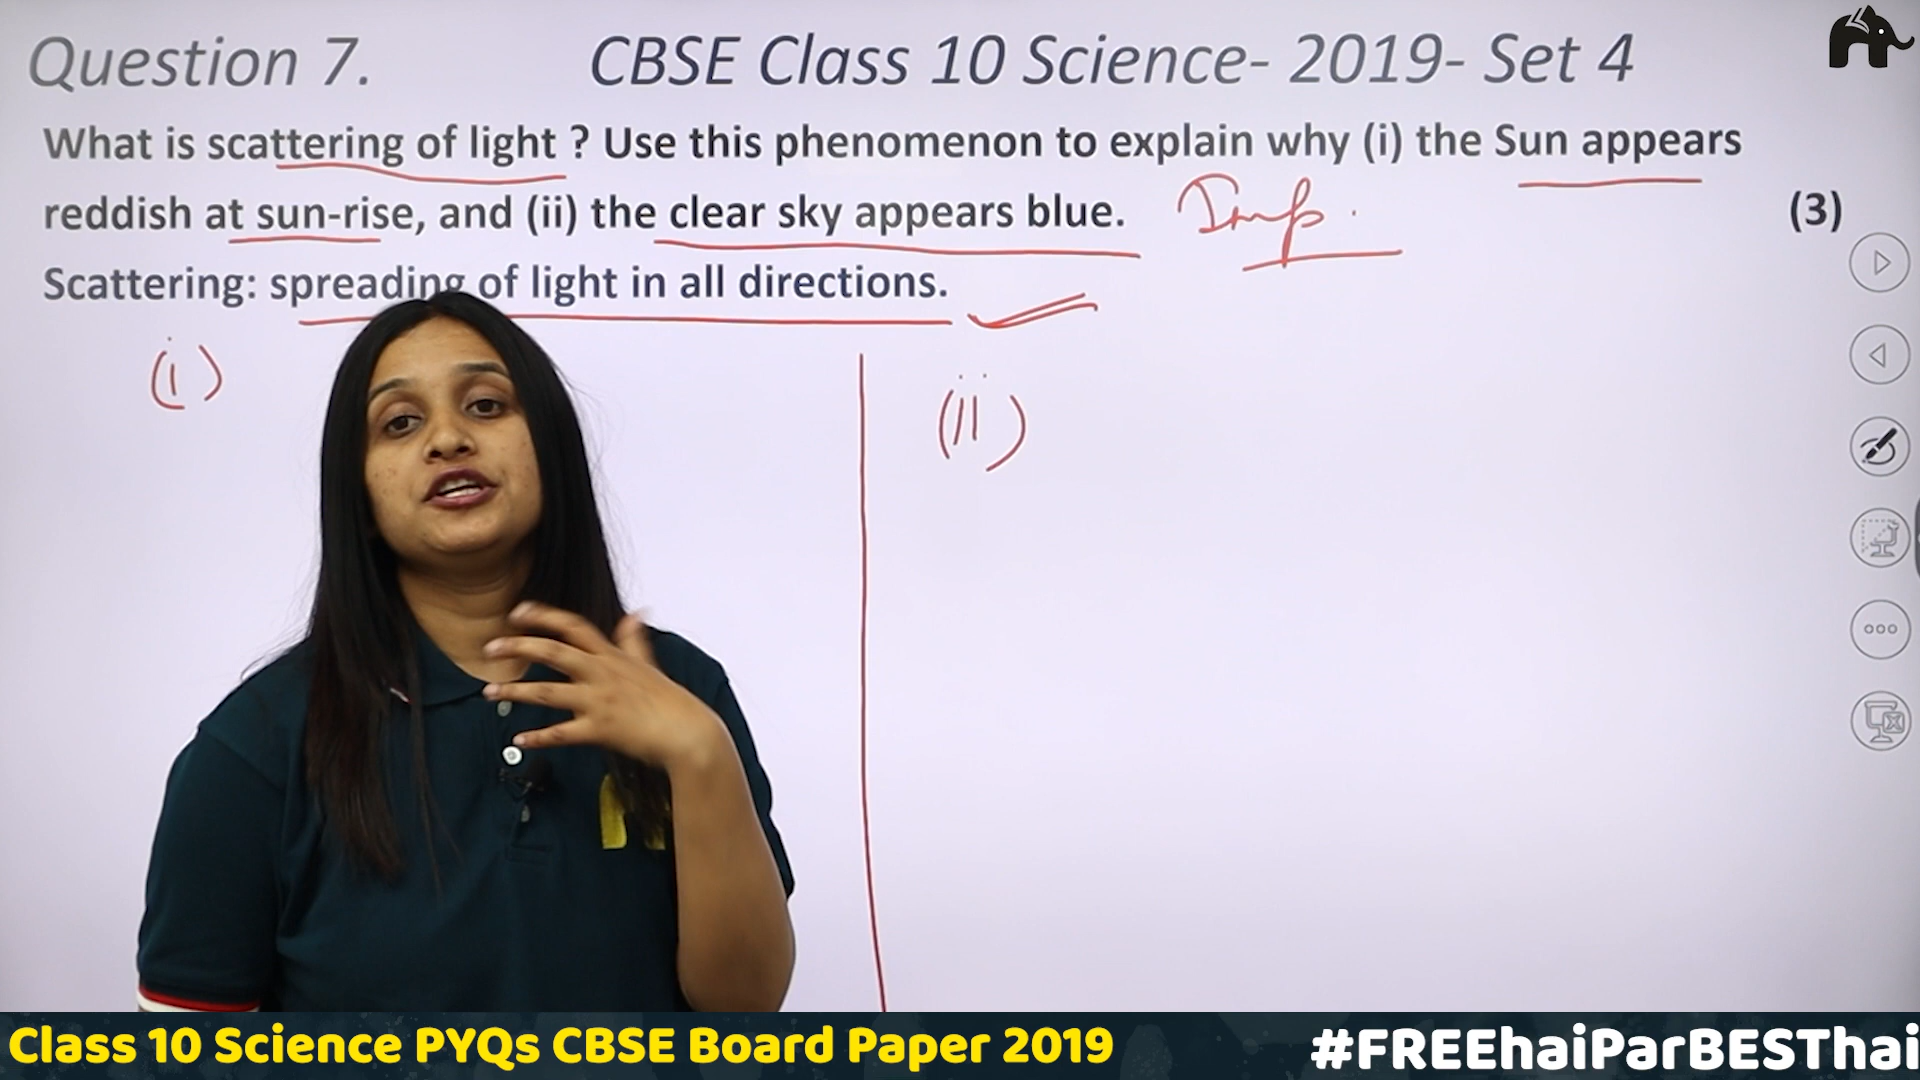 Question 7. CBSE Class 10 Science- 2019- Set 4
What is scattering of light ? Use this phenomenon to explain why (i) the Sun appears
reddish at sun-rise, and (ii) the clear sky appears blue. Imp. (3)
Scattering: spreading of light in all directions.
(i)
(ii)
Class 10 Science PYQs CBSE Board Paper 2019
#FREEhaiParBESThai